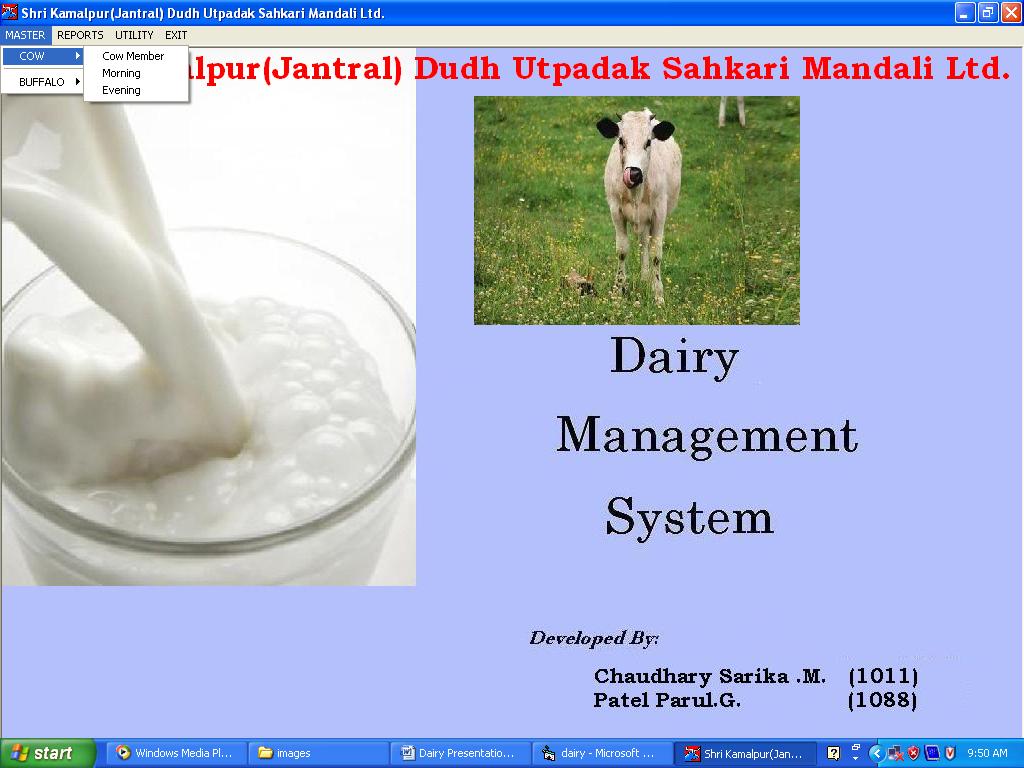 Shri Kamalpur(Jantral) Dudh Utpadak Sahkari Mandali Ltd.
MASTER REPORTS UTILITY EXIT
COW
BUFFALO
Cow Member
Morning
Evening
lpur(Jantral) Dudh Utpadak Sahkari Mandali Ltd.
Dairy
Management
System
Developed By:
Chaudhary Sarika .M. (1011)
Patel Parul.G. (1088)
start
Windows Media Pl...
images
Dairy Presentatio...
dairy - Microsoft ...
Shri Kamalpur(Jan...
9:50 AM